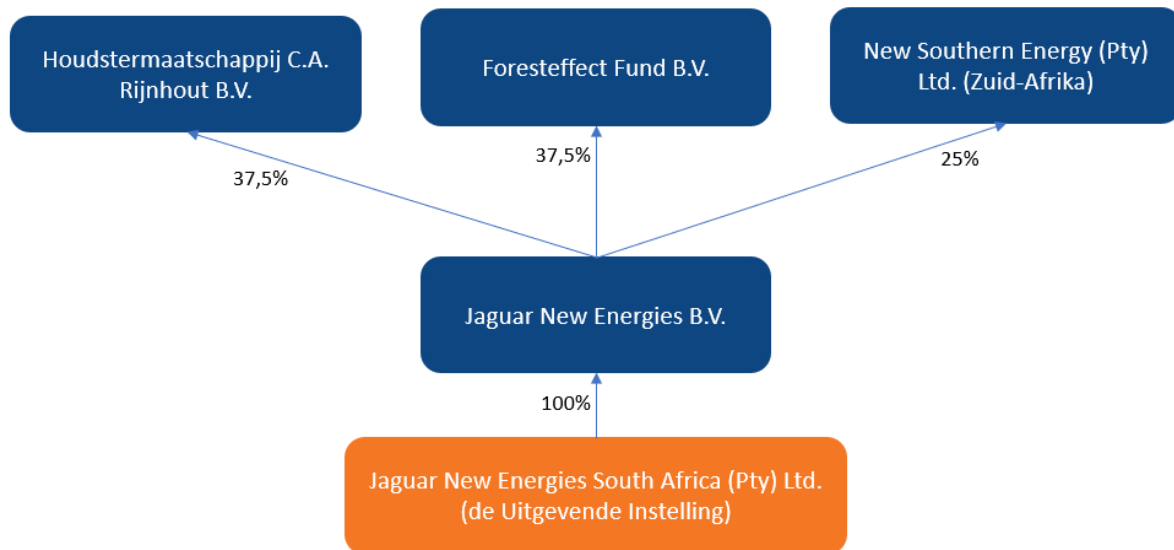 Houdstermaatschappij C.A.
Rijnhout B.V.
Foresteffect Fund B.V.
New Southern Energy (Pty)
Ltd. (Zuid-Afrika)
37,5%
37,5%
25%
Jaguar New Energies B.V.
100%
Jaguar New Energies South Africa (Pty) Ltd.
(de Uitgevende Instelling)